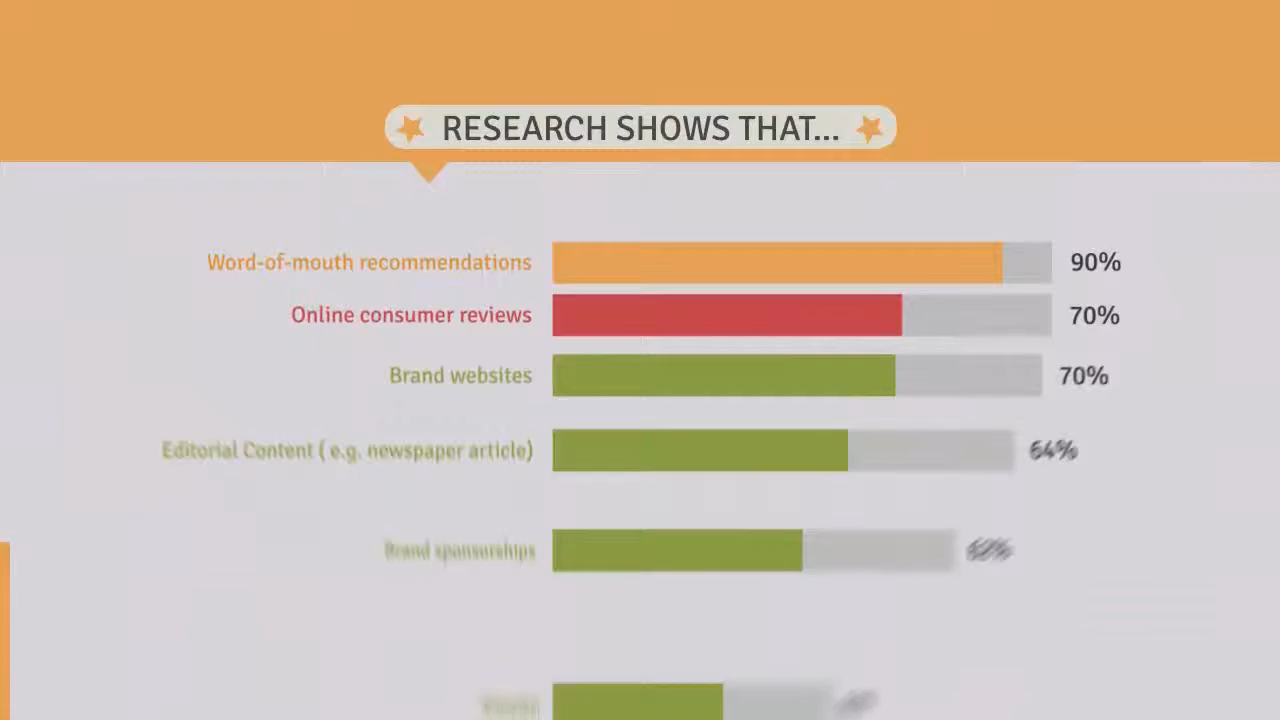 RESEARCH SHOWS THAT...
Word-of-mouth recommendations 90%
Online consumer reviews 70%
Brand websites 70%
Editorial Content ( e.g. newspaper article) 64%
Brand sponsorships